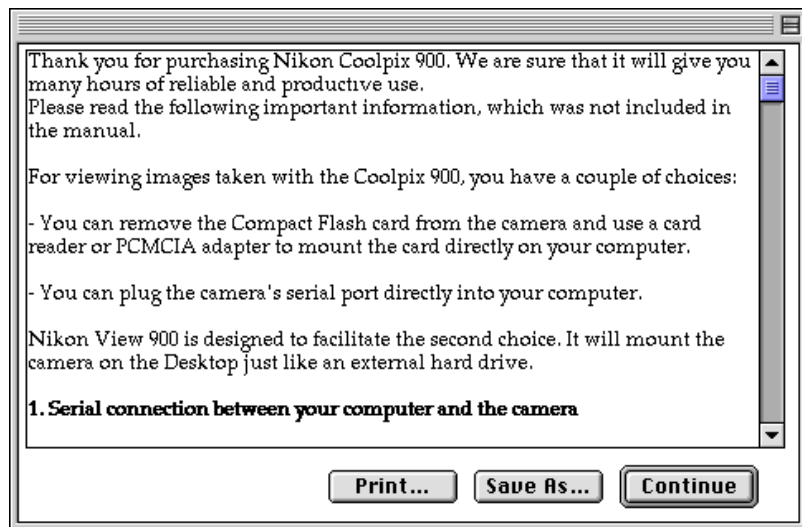 Thank you for purchasing Nikon Coolpix 900. We are sure that it will give you
many hours of reliable and productive use.
Please read the following important information, which was not included in
the manual.
For viewing images taken with the Coolpix 900, you have a couple of choices:
- You can remove the Compact Flash card from the camera and use a card
reader or PCMCIA adapter to mount the card directly on your computer.
- You can plug the camera's serial port directly into your computer.
Nikon View 900 is designed to facilitate the second choice. It will mount the
camera on the Desktop just like an external hard drive.
1. Serial connection between your computer and the camera
Print... Save As... Continue